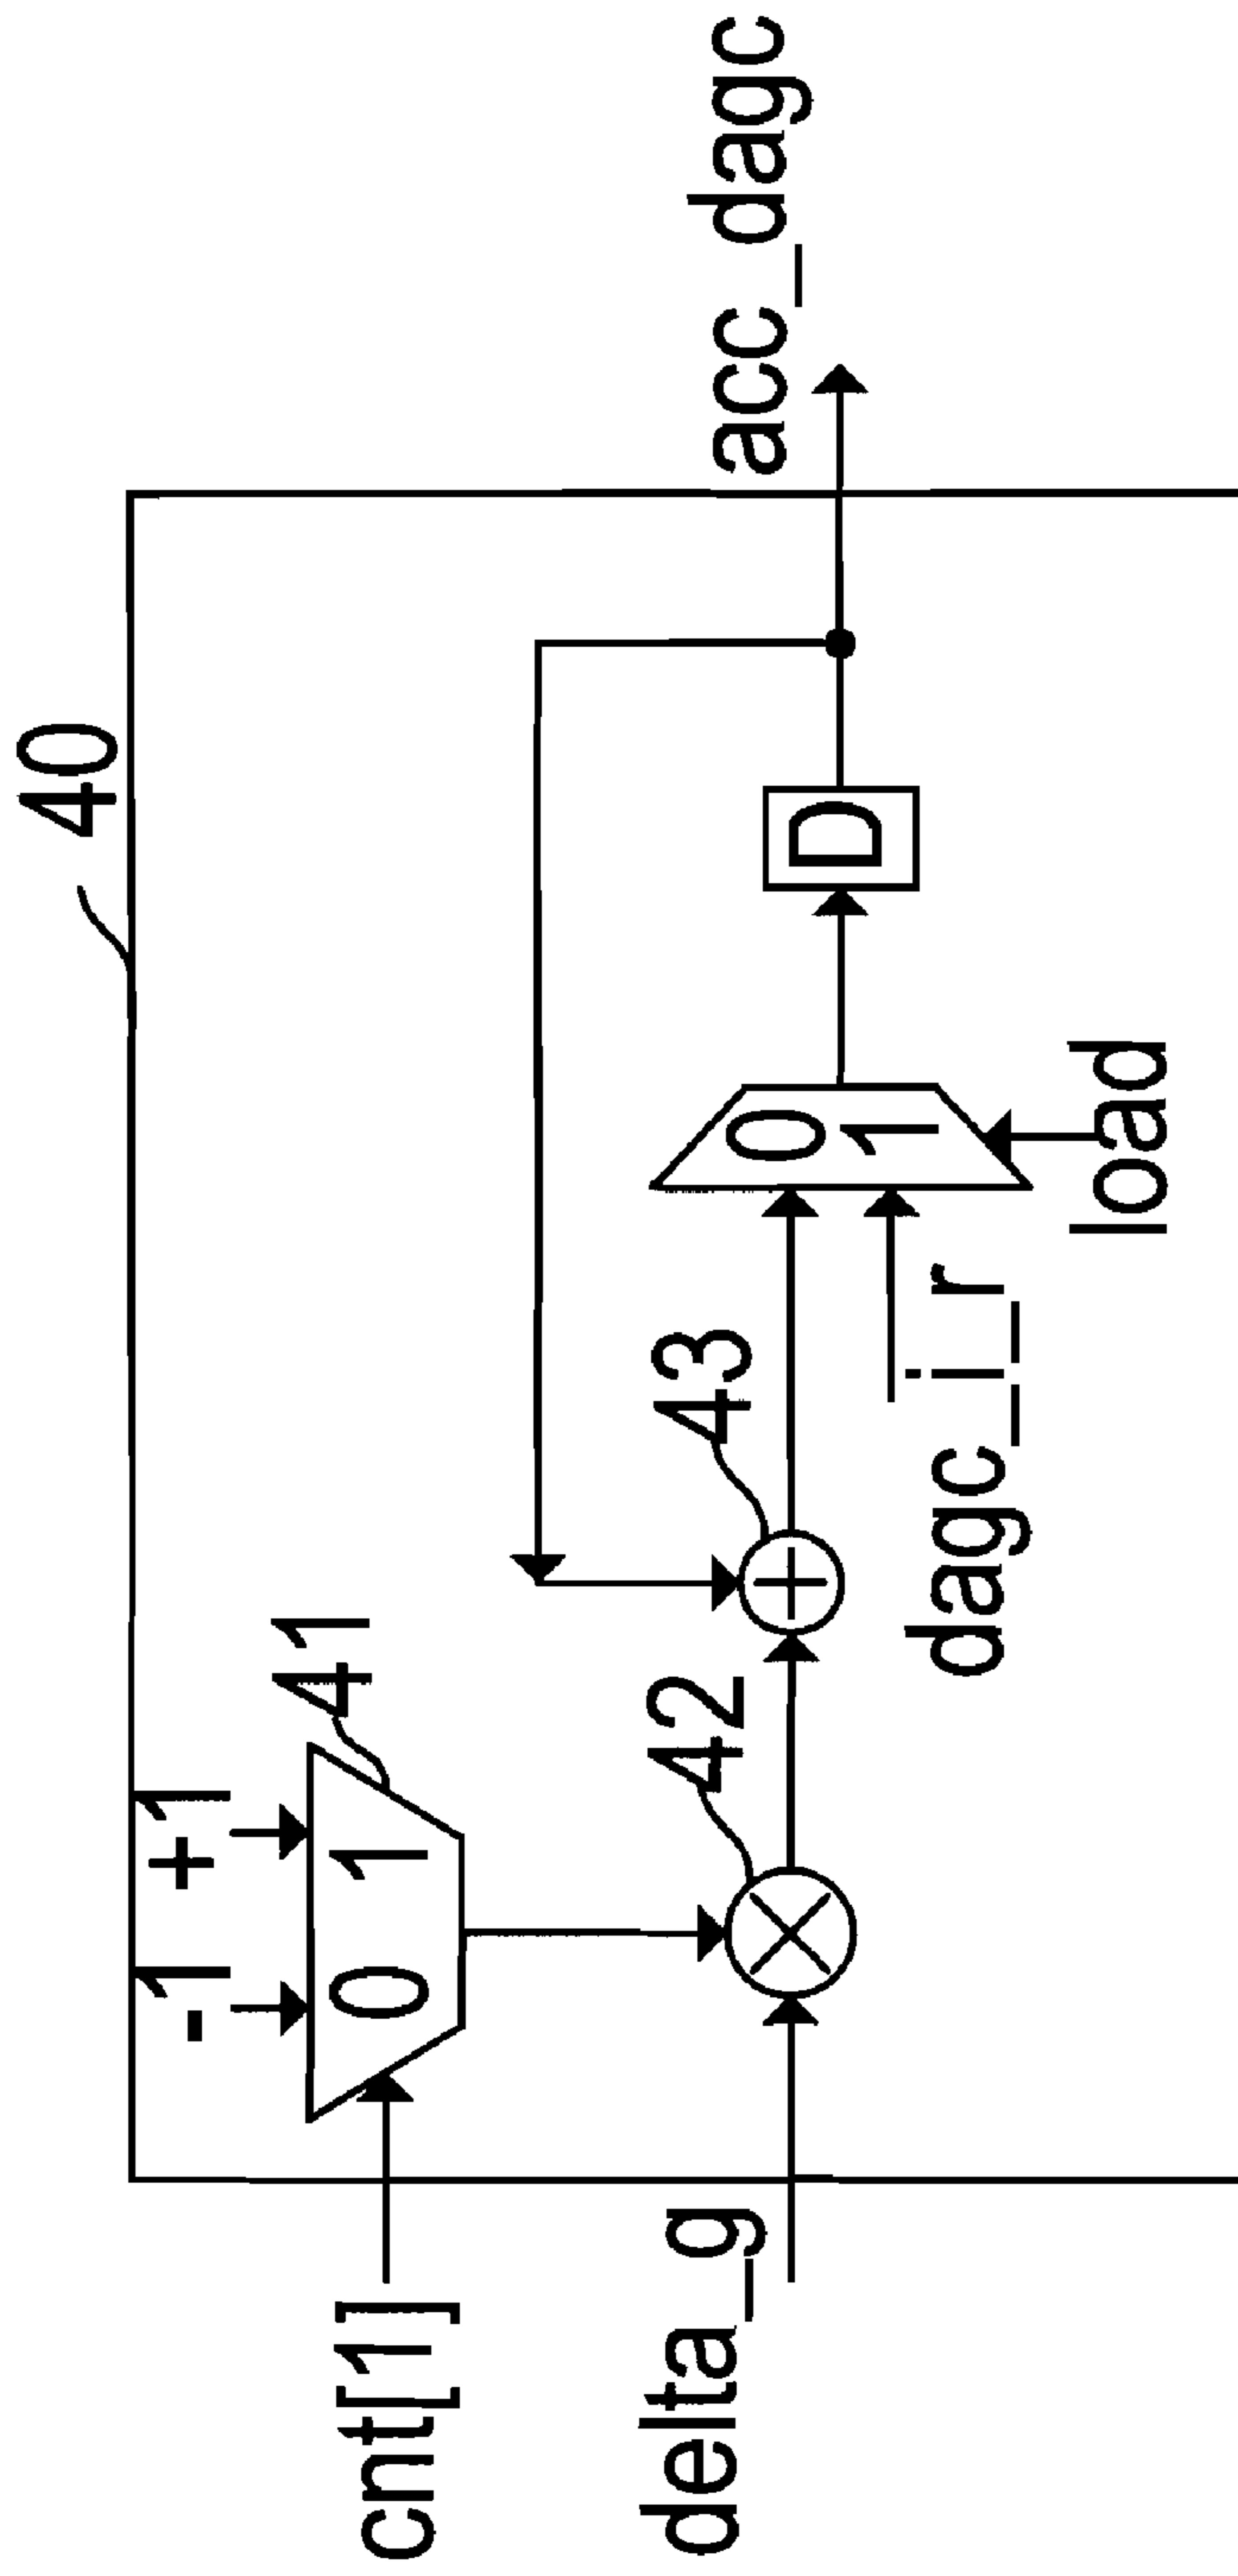 40
-1 +1
41
0 1
cnt[1]
42
43
delta_g
0
1
D
acc_dagc
dagc_i_r
load